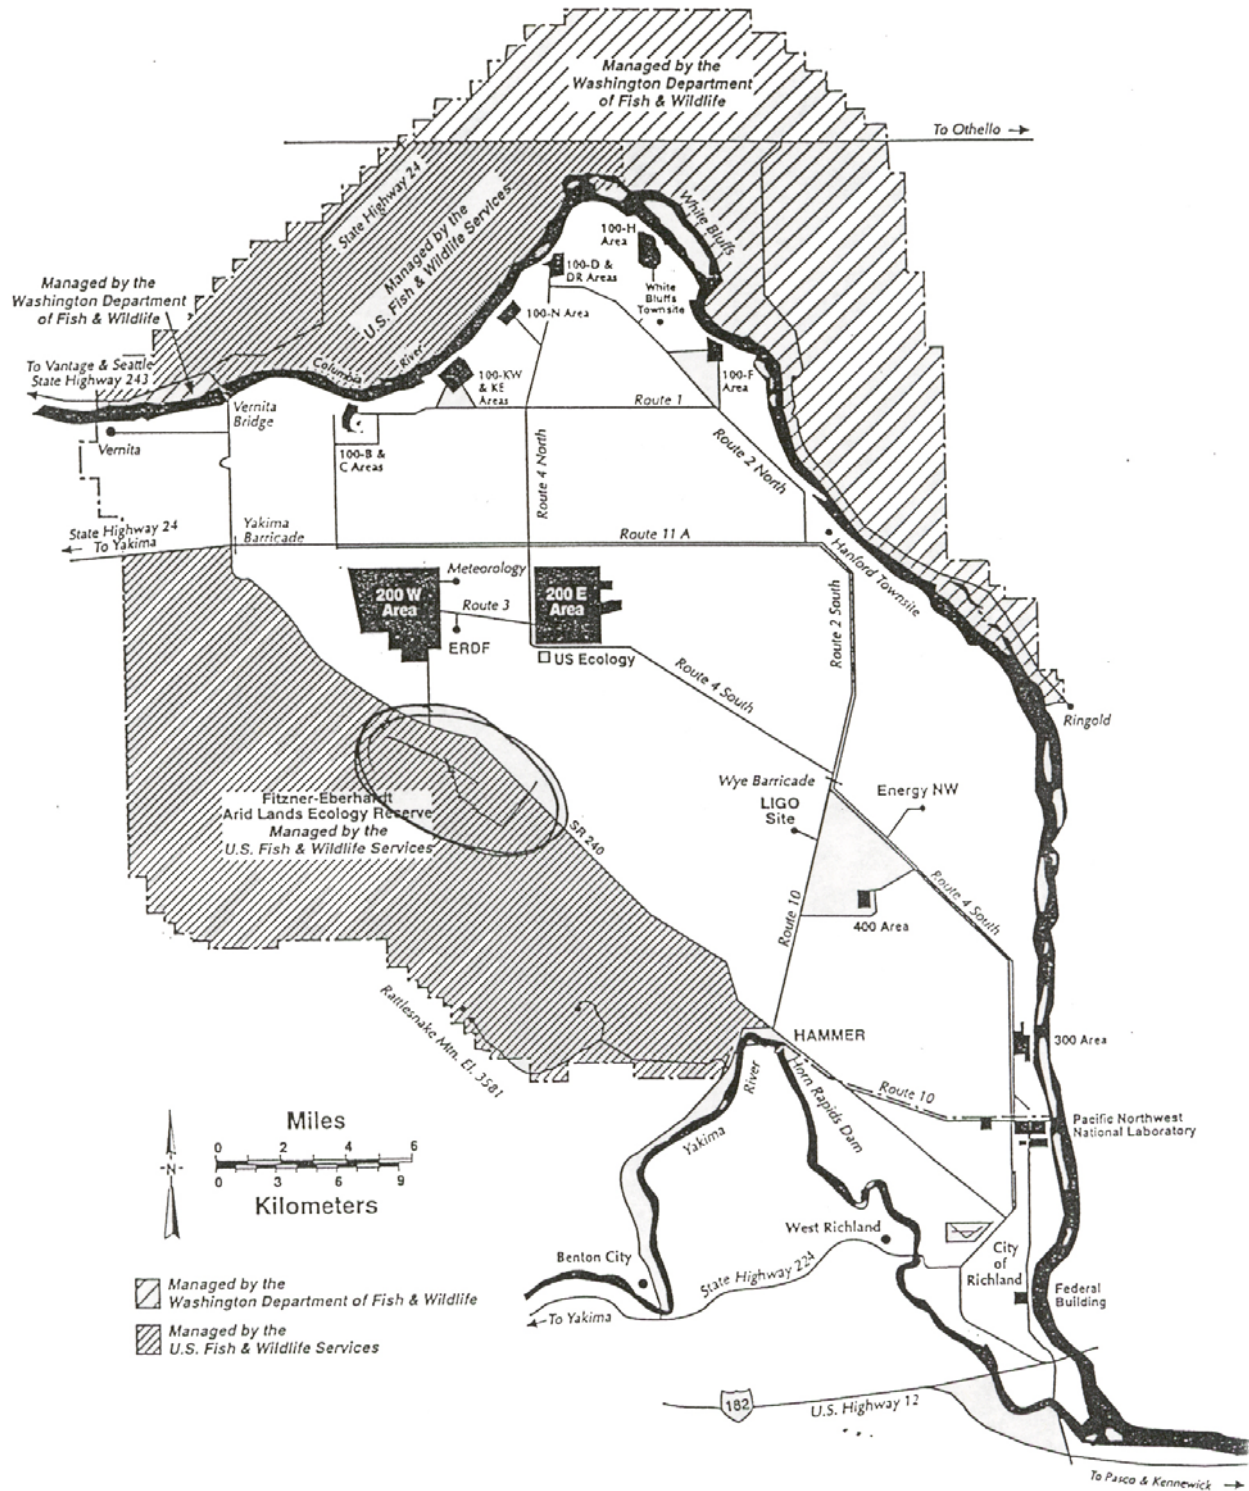 Managed by the
Washington Department
of Fish & Wildlife
To Othello
State Highway 24
Managed by the
U.S. Fish & Wildlife Services
White Bluffs
100-H
Area
100-D &
DR Areas
White
Bluffs
Townsite
100-N Area
Managed by the
Washington Department
of Fish & Wildlife
To Vantage & Seattle
State Highway 243
Columbia
River
100-KW
& KE
Areas
100-F
Area
Vernita
Bridge
Route 1
Vernita
100-B &
C Areas
Route 4 North
Route 2 North
State Highway 24
To Yakima
Yakima
Barricade
Route 11 A
Hanford Townsite
Meteorology
200 W
Area
Route 3
200 E
Area
ERDF
US Ecology
Route 2 South
Route 4 South
Ringold
Wye Barricade
Energy NW
LIGO
Site
Fitzner-Eberhardt
Arid Lands Ecology Reserve
Managed by the
U.S. Fish & Wildlife Services
SR 240
Route 10
Route 4 South
400 Area
Rattlesnake Mtn. El. 3581
HAMMER
300 Area
River
Yakima
Horn Rapids Dam
Route 10
Pacific Northwest
National Laboratory
Miles
0 2 4 6
0 3 6 9
Kilometers
N
West Richland
City
of
Richland
Benton City
State Highway 224
Federal
Building
To Yakima
Managed by the
Washington Department of Fish & Wildlife
Managed by the
U.S. Fish & Wildlife Services
182
U.S. Highway 12
To Pasco & Kennewick